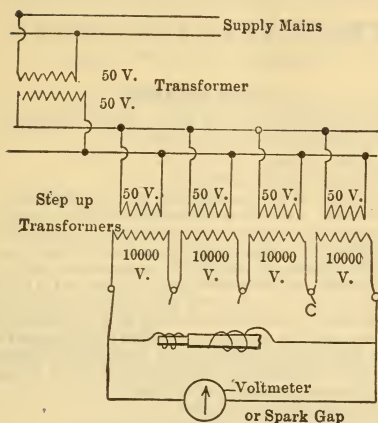 Supply Mains
50 V.
Transformer
50 V.
50 V. 50 V. 50 V. 50 V.
Step up
Transformers
10000 10000 10000 10000
V. V. V. V.
C
Voltmeter
or Spark Gap